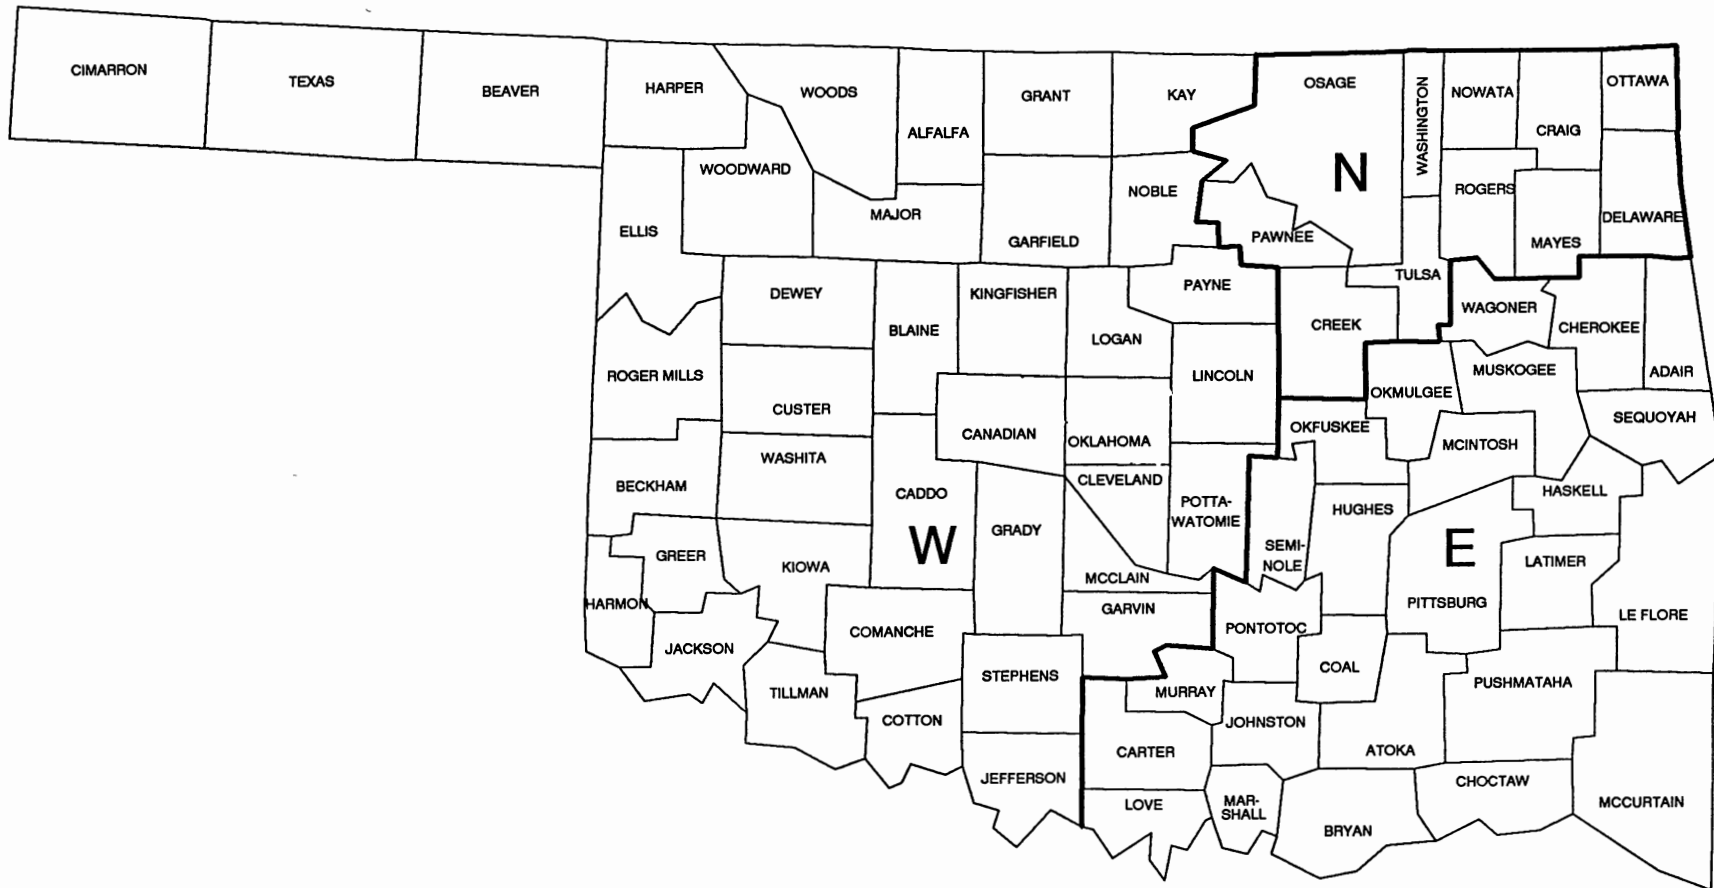 CIMARRON
TEXAS
BEAVER
HARPER
WOODS
ALFALFA
GRANT
KAY
OSAGE
WASHINGTON
NOWATA
CRAIG
OTTAWA
WOODWARD
N
ROGERS
NOBLE
MAJOR
ELLIS
GARFIELD
PAWNEE
MAYES
DELAWARE
TULSA
DEWEY
KINGFISHER
PAYNE
BLAINE
LOGAN
CREEK
WAGONER
CHEROKEE
ROGER MILLS
LINCOLN
MUSKOGEE
ADAIR
OKMULGEE
CUSTER
CANADIAN
OKLAHOMA
OKFUSKEE
MCINTOSH
SEQUOYAH
WASHITA
BECKHAM
CADDO
CLEVELAND
POTTA-
WATOMIE
HUGHES
HASKELL
W
GRADY
SEMI-
NOLE
E
LATIMER
GREER
KIOWA
MCCLAIN
HARMON
GARVIN
PITTSBURG
LE FLORE
COMANCHE
PONTOTOC
JACKSON
STEPHENS
COAL
TILLMAN
MURRAY
PUSHMATAHA
COTTON
JOHNSTON
CARTER
ATOKA
JEFFERSON
CHOCTAW
LOVE
MAR-
SHALL
MCCURTAIN
BRYAN